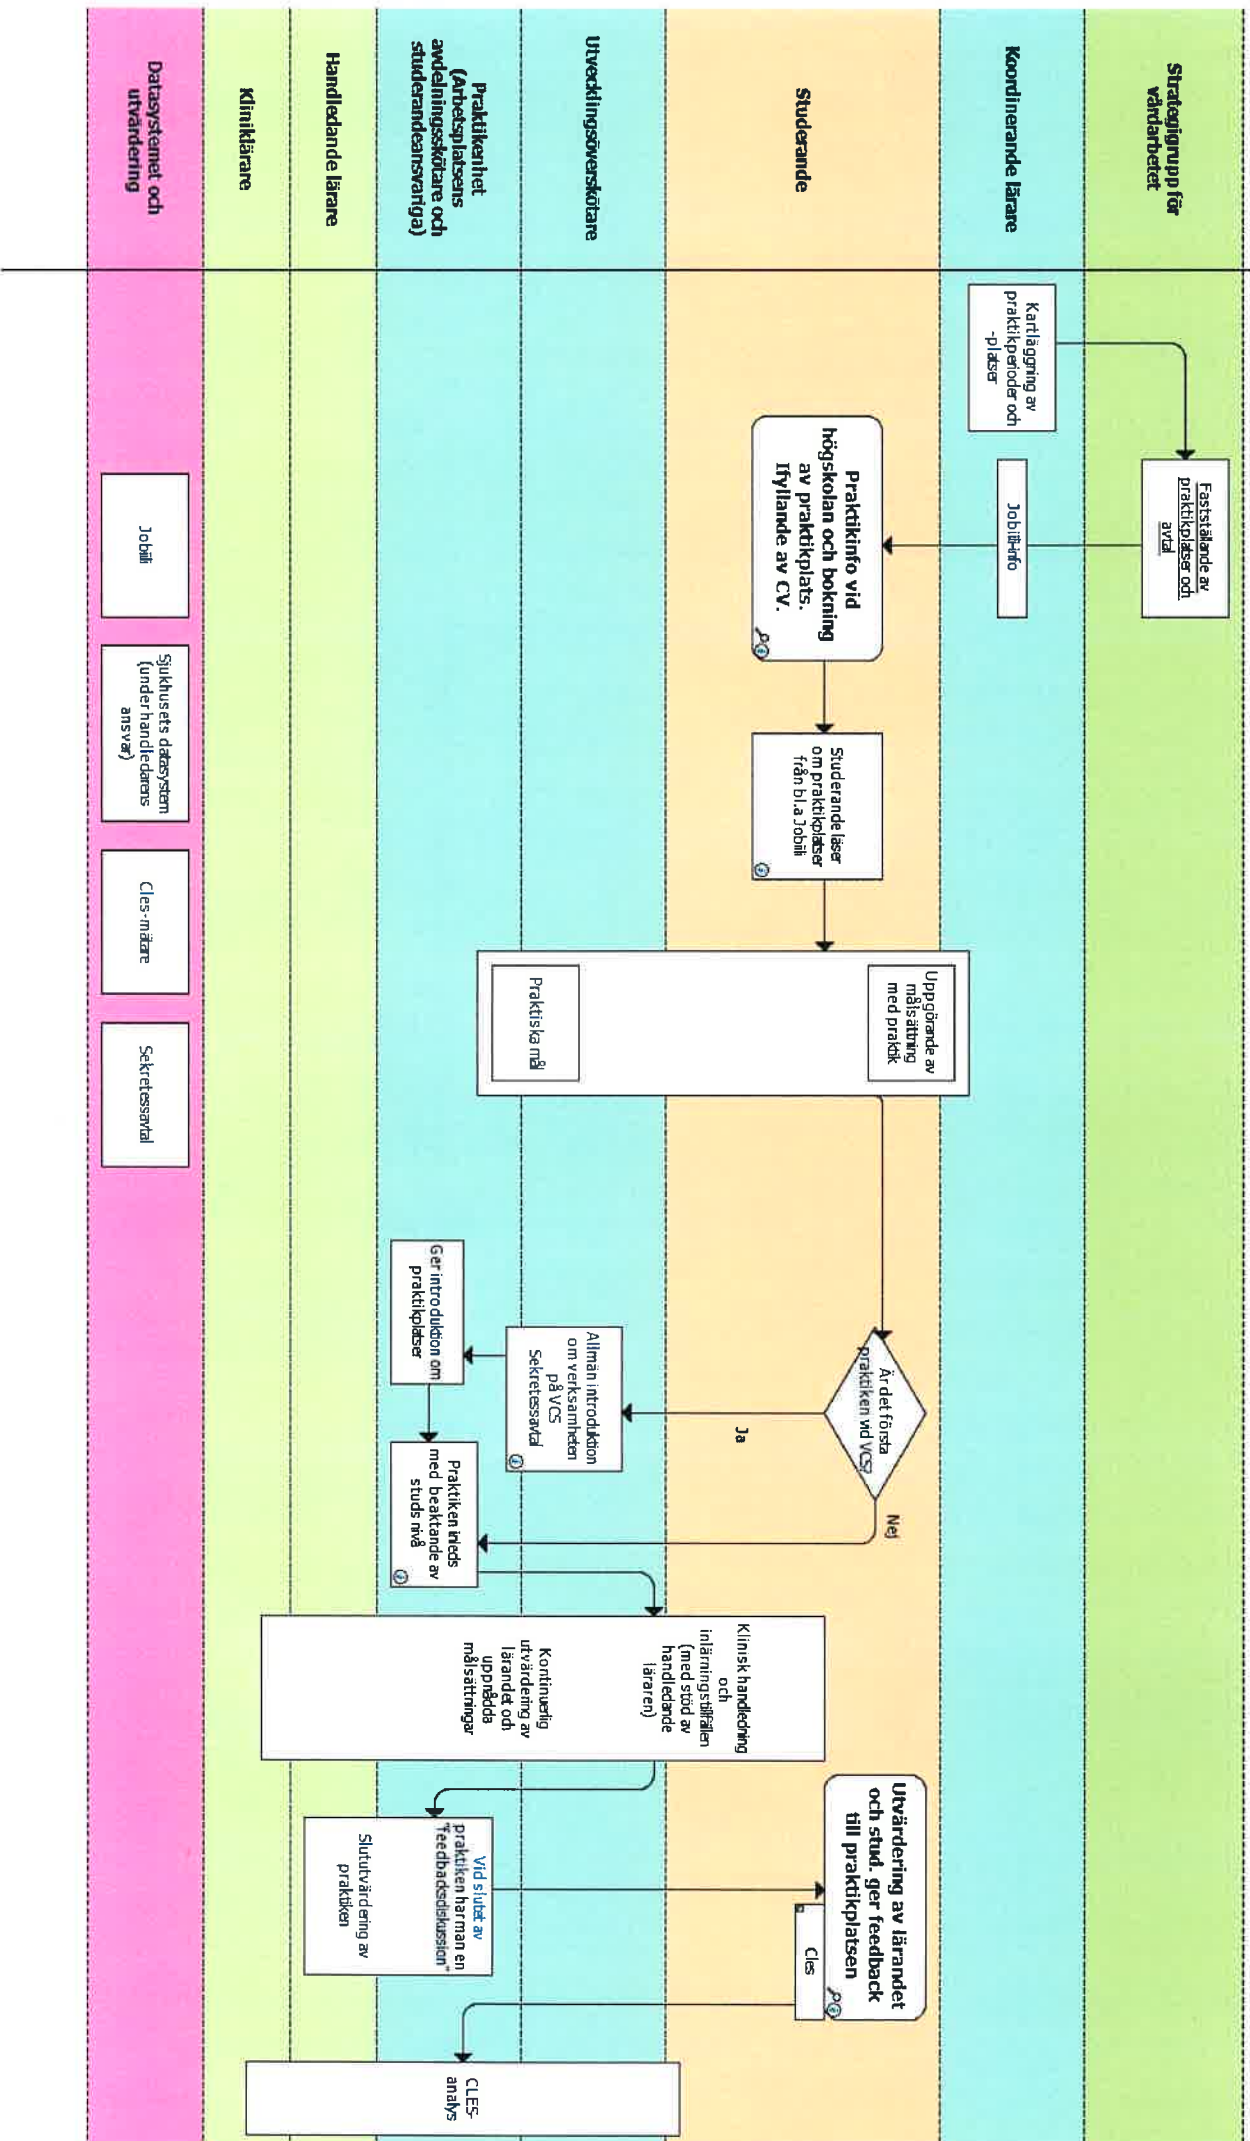 Strategigrupp för
vårdarbetet
Koordinerande lärare
Studerande
Utvecklingsöverskötare
Praktikenhet
(Arbetsplatsens
avdelningsskötare och
studerandeansvariga)
Handledande lärare
Kliniklärare
Datasystemet och
utvärdering
Kartläggning av
praktikperioder och
-platser
Fastställande av
praktikplatser och
avtal
Jobiili-info
Praktikinfo vid
högskolan och bokning
av praktikplats.
Ifyllande av CV.
Studerande läser
om praktikplatser
från bl.a Jobiili
Uppgörande av
målsättning
med praktik
Praktiska mål
Är det första
praktiken vid VCS?
Ja
Nej
Allmän introduktion
om verksamheten
på VCS
Sekretessavtal
Ger introduktion om
praktikplatser
Praktiken inleds
med beaktande av
studs nivå
Klinisk handledning
och
inlärningstillfällen
(med stöd av
handledande
läraren)
Kontinuerlig
utvärdering av
lärandet och
uppnådda
målsättningar
Vid slutet av
praktiken har man en
"feedbacksdiskussion"
Slututvärdering av
praktiken
Utvärdering av lärandet
och stud. ger feedback
till praktikplatsen
Cles
CLES-
analys
Jobiili
Sjukhusets datasystem
(under handledarens
ansvar)
Cles-mätare
Sekretessavtal